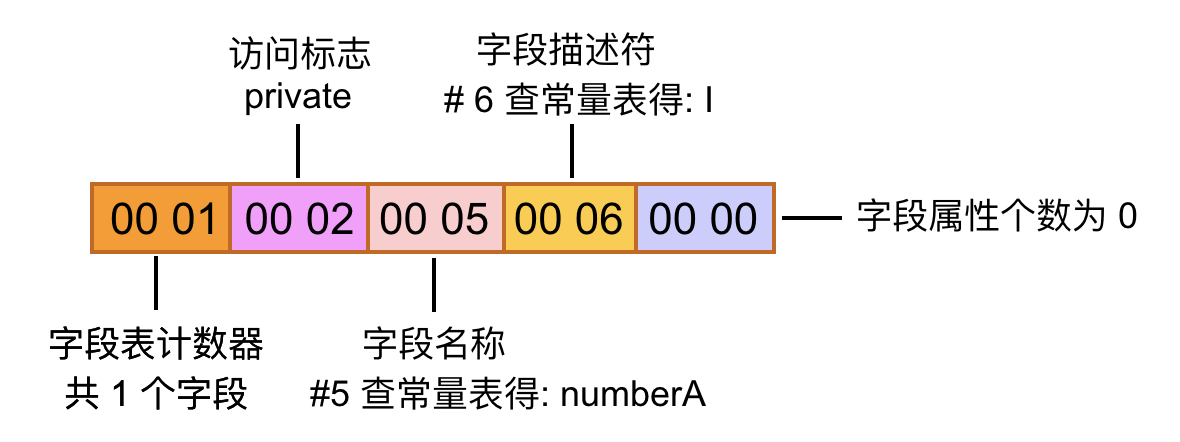 访问标志
private
字段描述符
# 6 查常量表得: I
00 01 00 02 00 05 00 06 00 00
字段属性个数为 0
字段表计数器
共 1 个字段
字段名称
#5 查常量表得: numberA